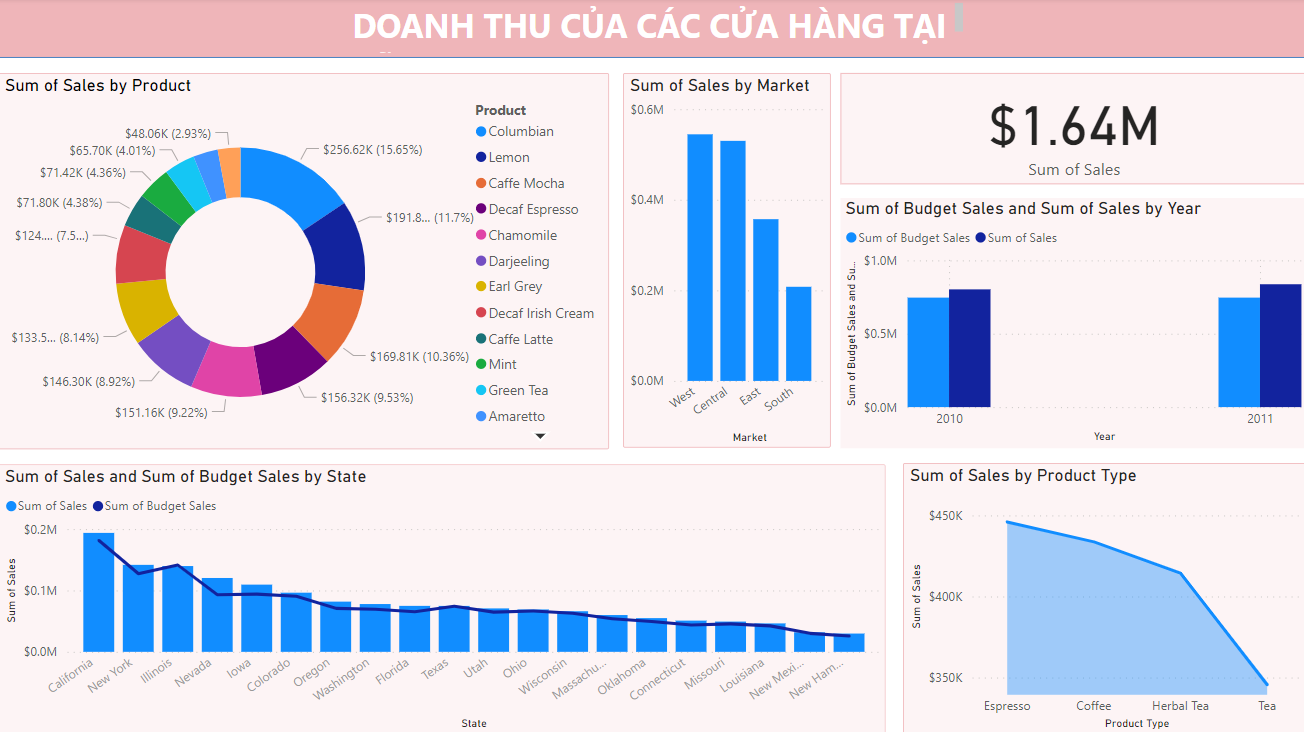 DOANH THU CỦA CÁC CỬA HÀNG TẠI
Sum of Sales by Product
$48.06K (2.93%)
$65.70K (4.01%)
$71.42K (4.36%)
$71.80K (4.38%)
$124.... (7.5...)
$133.5... (8.14%)
$146.30K (8.92%)
$151.16K (9.22%)
$256.62K (15.65%)
$191.8... (11.7%)
$169.81K (10.36%)
$156.32K (9.53%)
Product
Columbian
Lemon
Caffe Mocha
Decaf Espresso
Chamomile
Darjeeling
Earl Grey
Decaf Irish Cream
Caffe Latte
Mint
Green Tea
Amaretto
Sum of Sales by Market
$0.6M
$0.4M
$0.2M
$0.0M
West Central East South
Market
$1.64M
Sum of Sales
Sum of Budget Sales and Sum of Sales by Year
Sum of Budget Sales Sum of Sales
Sum of Budget Sales and Su...
$1.0M
$0.5M
$0.0M
2010 2011
Year
Sum of Sales and Sum of Budget Sales by State
Sum of Sales Sum of Budget Sales
Sum of Sales
$0.2M
$0.1M
$0.0M
California New York Illinois Nevada Iowa Colorado Oregon Washington Florida Texas Utah Ohio Wisconsin Massachu... Oklahoma Connecticut Missouri Louisiana New Mexi... New Ham...
State
Sum of Sales by Product Type
Sum of Sales
$450K
$400K
$350K
Espresso Coffee Herbal Tea Tea
Product Type